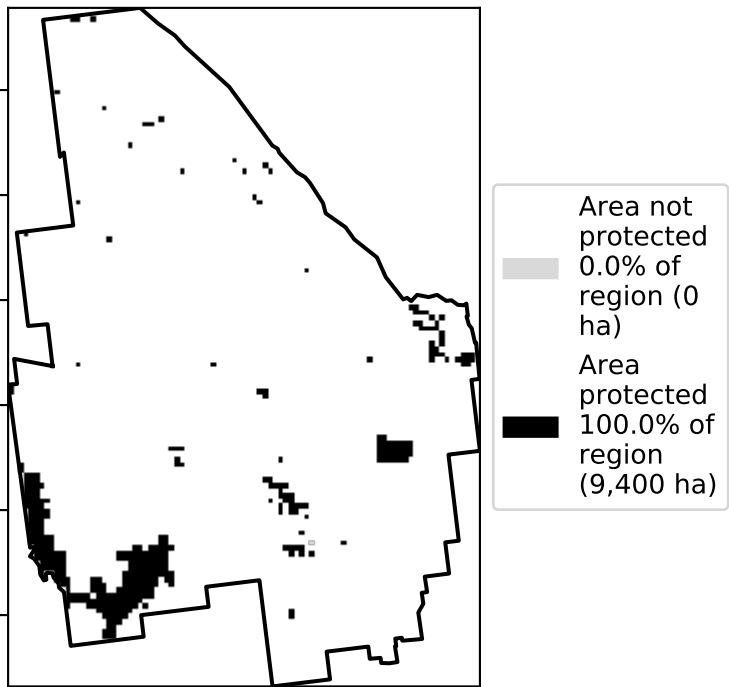 Area not
protected
0.0% of
region (0
ha)
Area
protected
100.0% of
region
(9,400 ha)